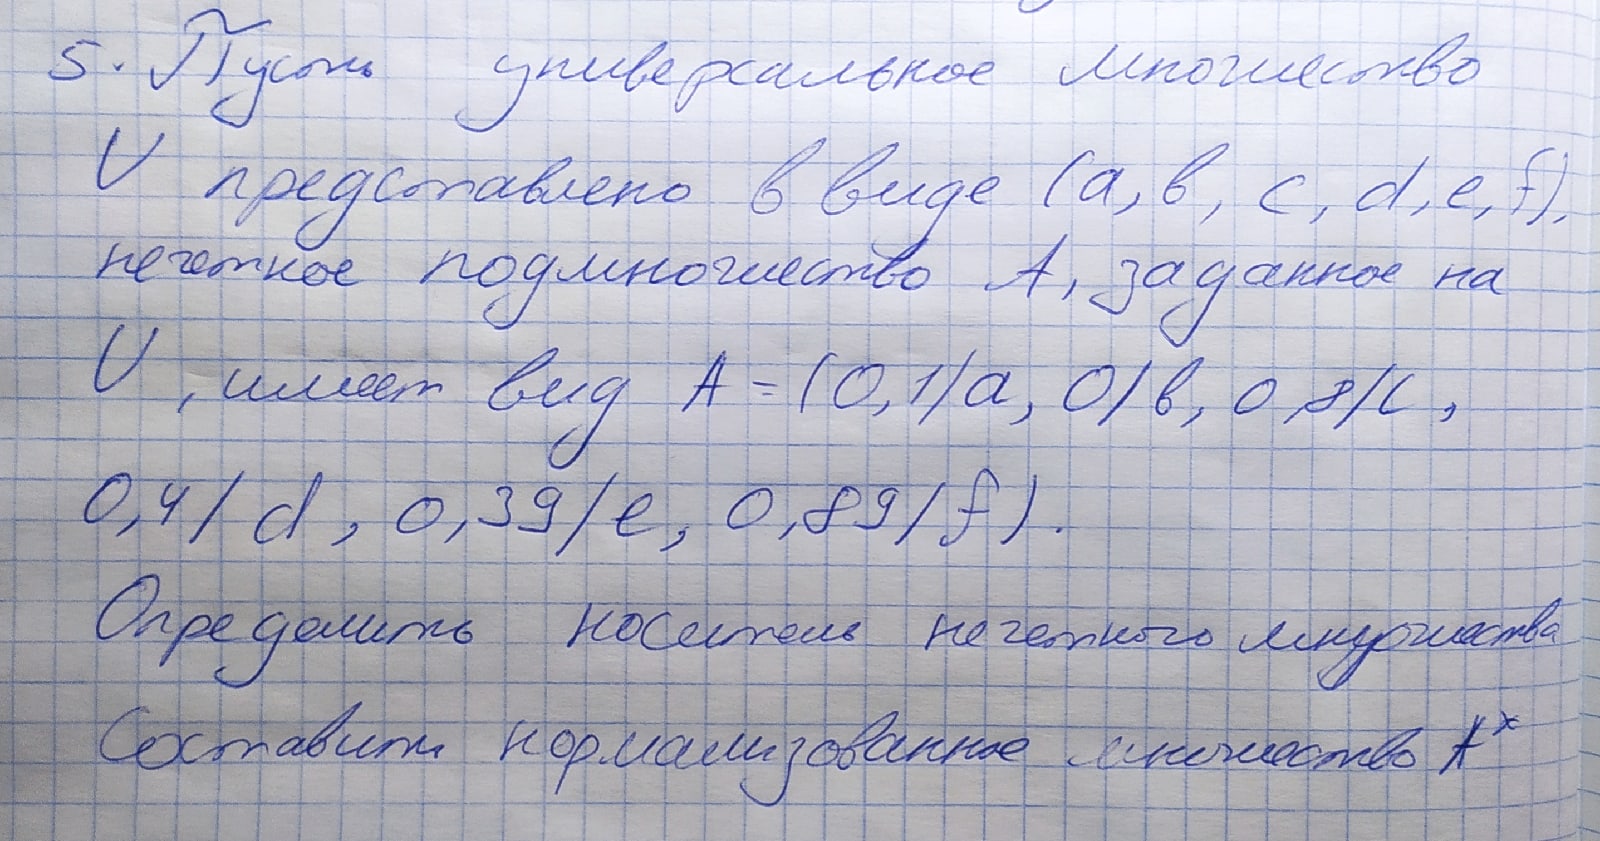 5. Пусть универсальное множество
U представлено в виде (a, b, c, d, e, f),
нечеткое подмножество A, заданное на
U, имеет вид A = (0,1/a, 0/b, 0,8/c,
0,4/d, 0,39/e, 0,89/f).
Определить носитель нечеткого множества
Составить нормализованное множество A*